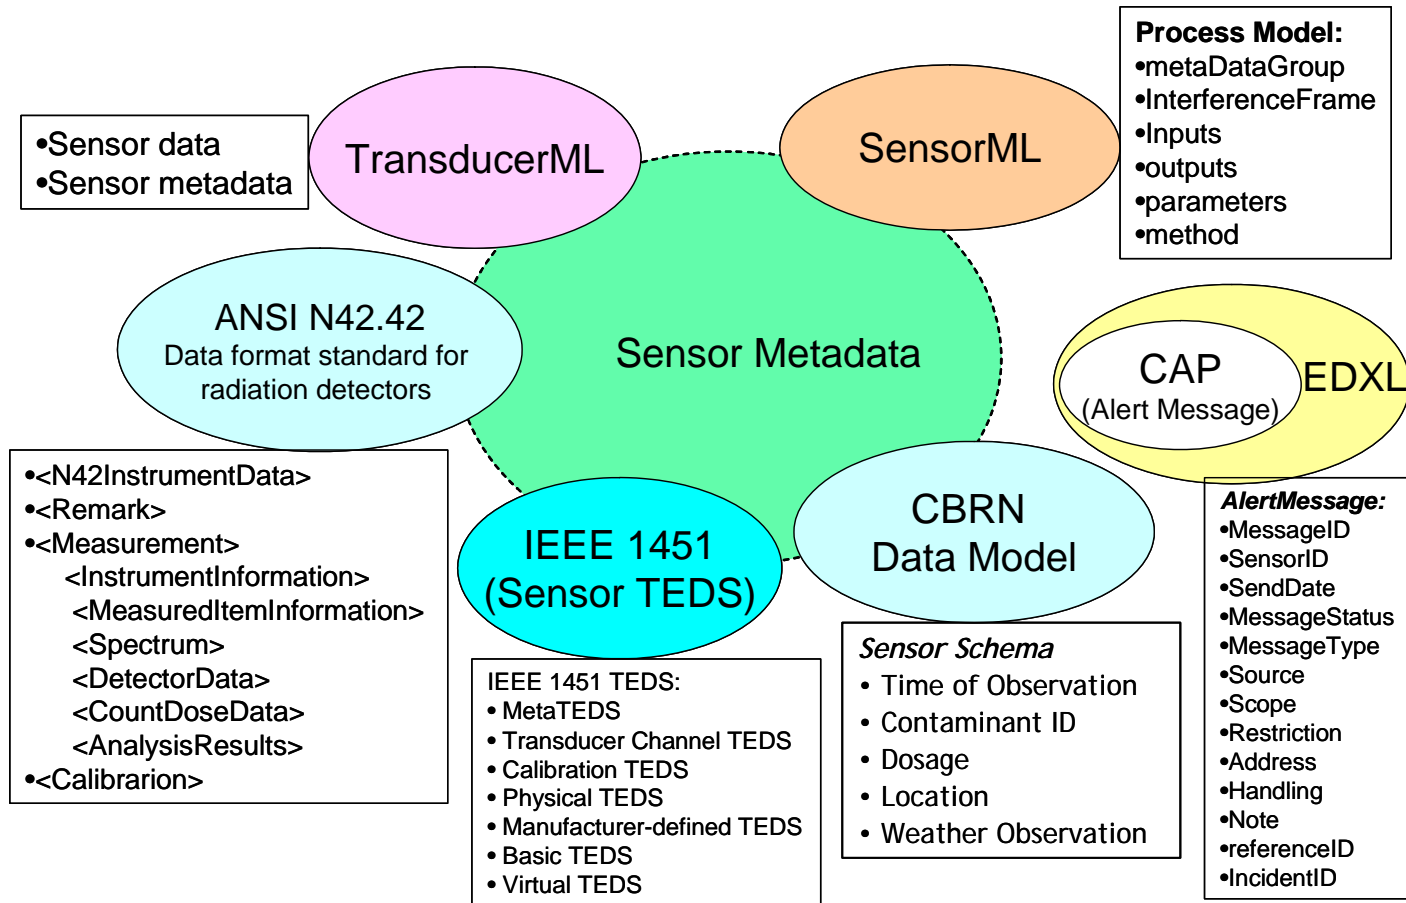 Process Model:
•metaDataGroup
•InterferenceFrame
•Inputs
•outputs
•parameters
•method
•Sensor data
•Sensor metadata
TransducerML
SensorML
ANSI N42.42
Data format standard for
radiation detectors
Sensor Metadata
CAP
(Alert Message)
EDXL
•<N42InstrumentData>
•<Remark>
•<Measurement>
<InstrumentInformation>
<MeasuredItemInformation>
<Spectrum>
<DetectorData>
<CountDoseData>
<AnalysisResults>
•<Calibrarion>
IEEE 1451
(Sensor TEDS)
CBRN
Data Model
IEEE 1451 TEDS:
• MetaTEDS
• Transducer Channel TEDS
• Calibration TEDS
• Physical TEDS
• Manufacturer-defined TEDS
• Basic TEDS
• Virtual TEDS
Sensor Schema
• Time of Observation
• Contaminant ID
• Dosage
• Location
• Weather Observation
AlertMessage:
•MessageID
•SensorID
•SendDate
•MessageStatus
•MessageType
•Source
•Scope
•Restriction
•Address
•Handling
•Note
•referenceID
•IncidentID